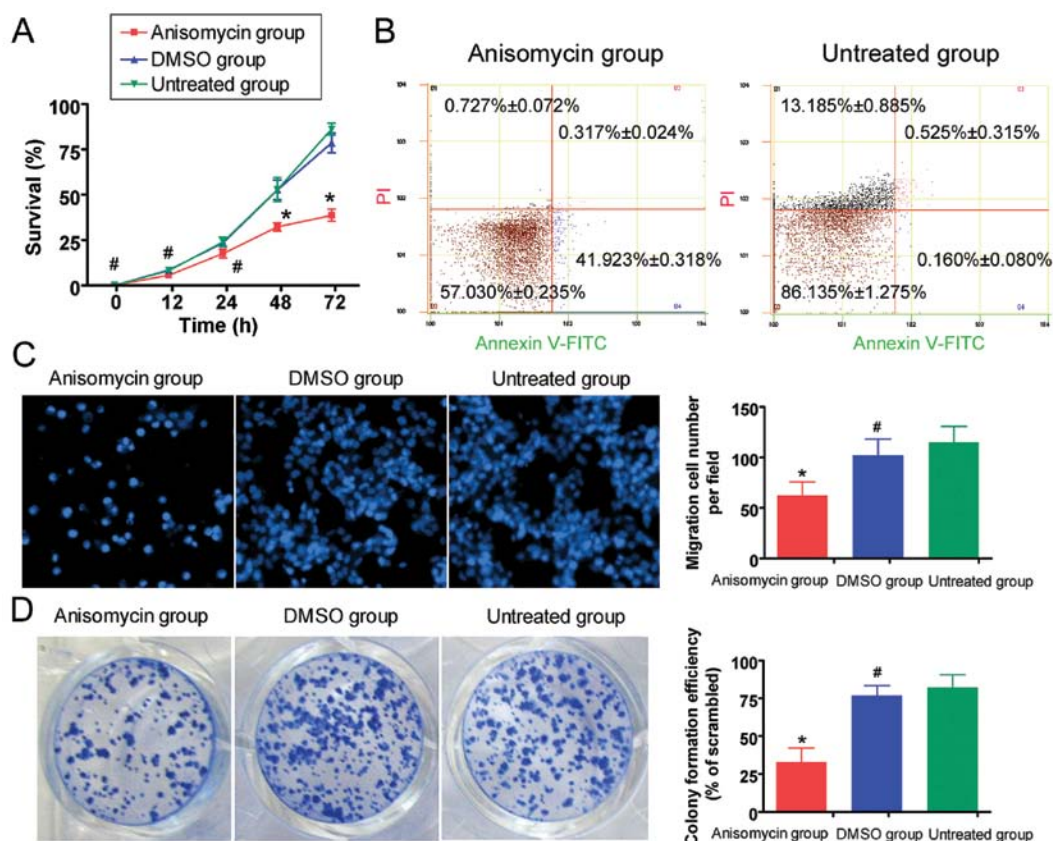 A
Anisomycin group
DMSO group
Untreated group
100
75
50
25
0
Survival (%)
#
#
#
*
*
0 12 24 48 72
Time (h)
B
Anisomycin group
0.727%±0.072%
0.317%±0.024%
41.923%±0.318%
57.030%±0.235%
PI
Annexin V-FITC
Untreated group
13.185%±0.885%
0.525%±0.315%
0.160%±0.080%
86.135%±1.275%
PI
Annexin V-FITC
C
Anisomycin group
DMSO group
Untreated group
Migration cell number
per field
150
100
50
0
*
#
Anisomycin group DMSO group Untreated group
D
Anisomycin group
DMSO group
Untreated group
Colony formation efficiency
(% of scrambled)
100
75
50
25
0
*
#
Anisomycin group DMSO group Untreated group